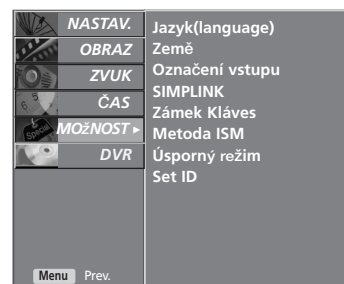 NASTAV.
OBRAZ
ZVUK
ČAS
MOžNOST
DVR
Jazyk(language)
Země
Označení vstupu
SIMPLINK
Zámek Kláves
Metoda ISM
Úsporný režim
Set ID
Menu Prev.